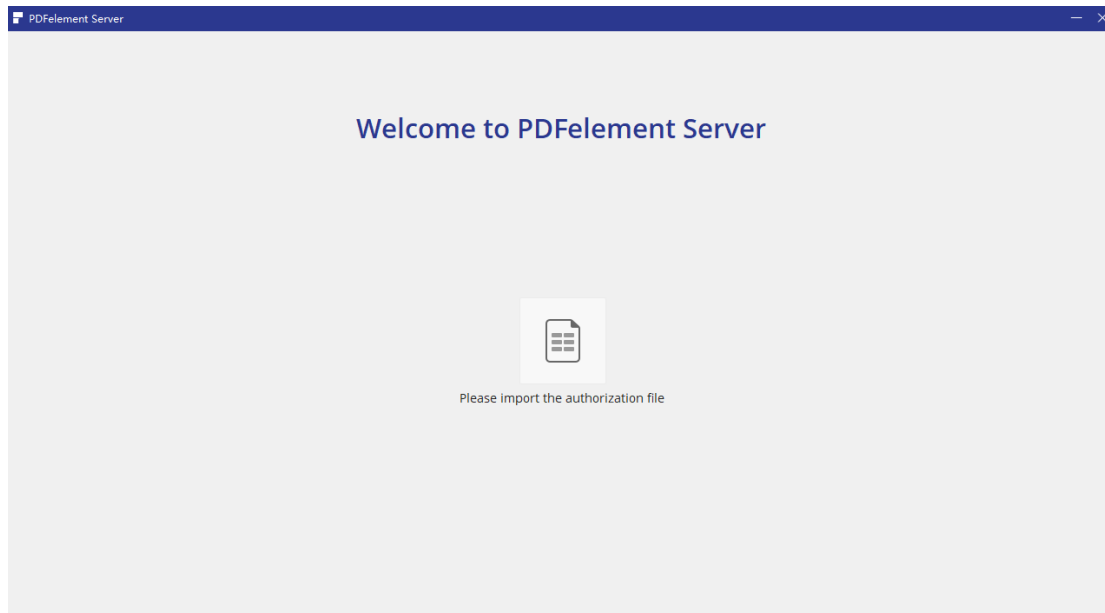 PDFelement Server
Welcome to PDFelement Server
Please import the authorization file